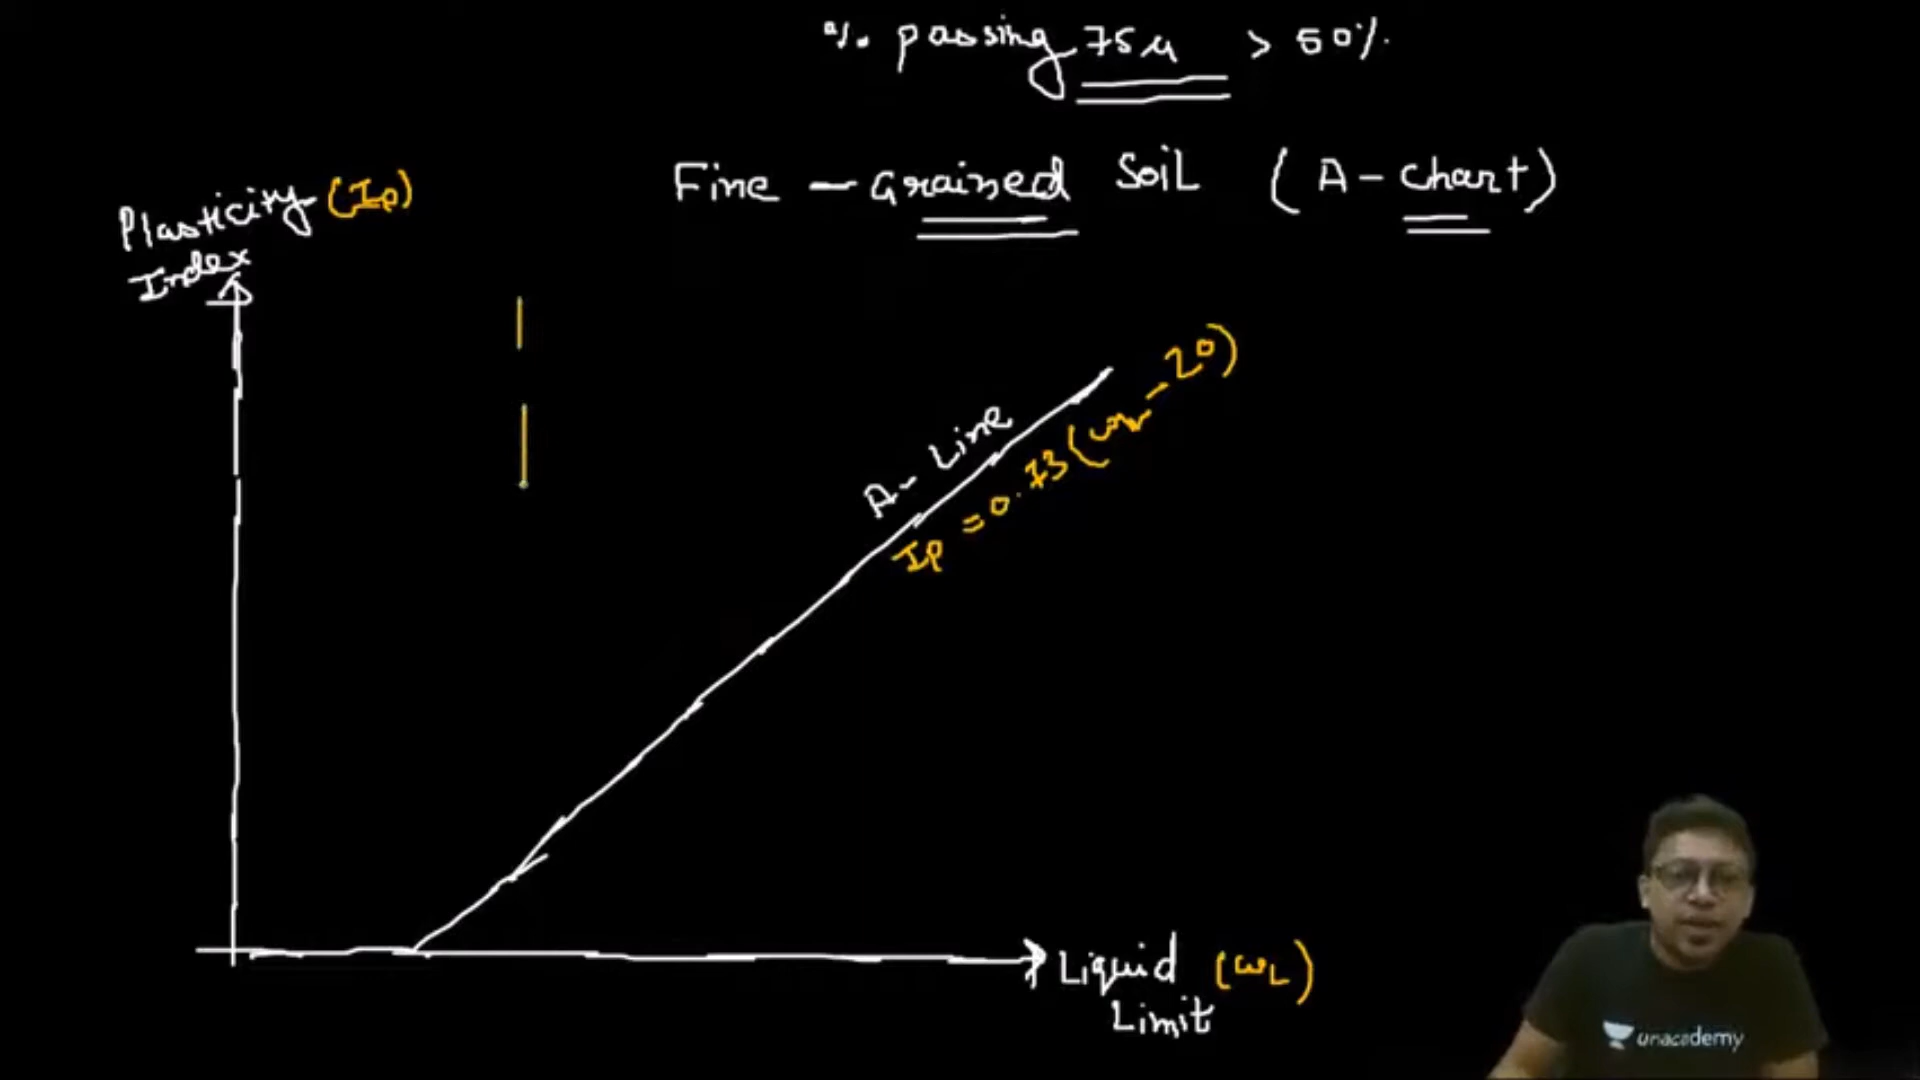 % passing 75μ > 50%.
Fine - Grained Soil (A - chart)
Plasticity (Ip)
Index
A - Line
Ip = 0.73 (wL - 20)
Liquid (wL)
Limit
unacademy